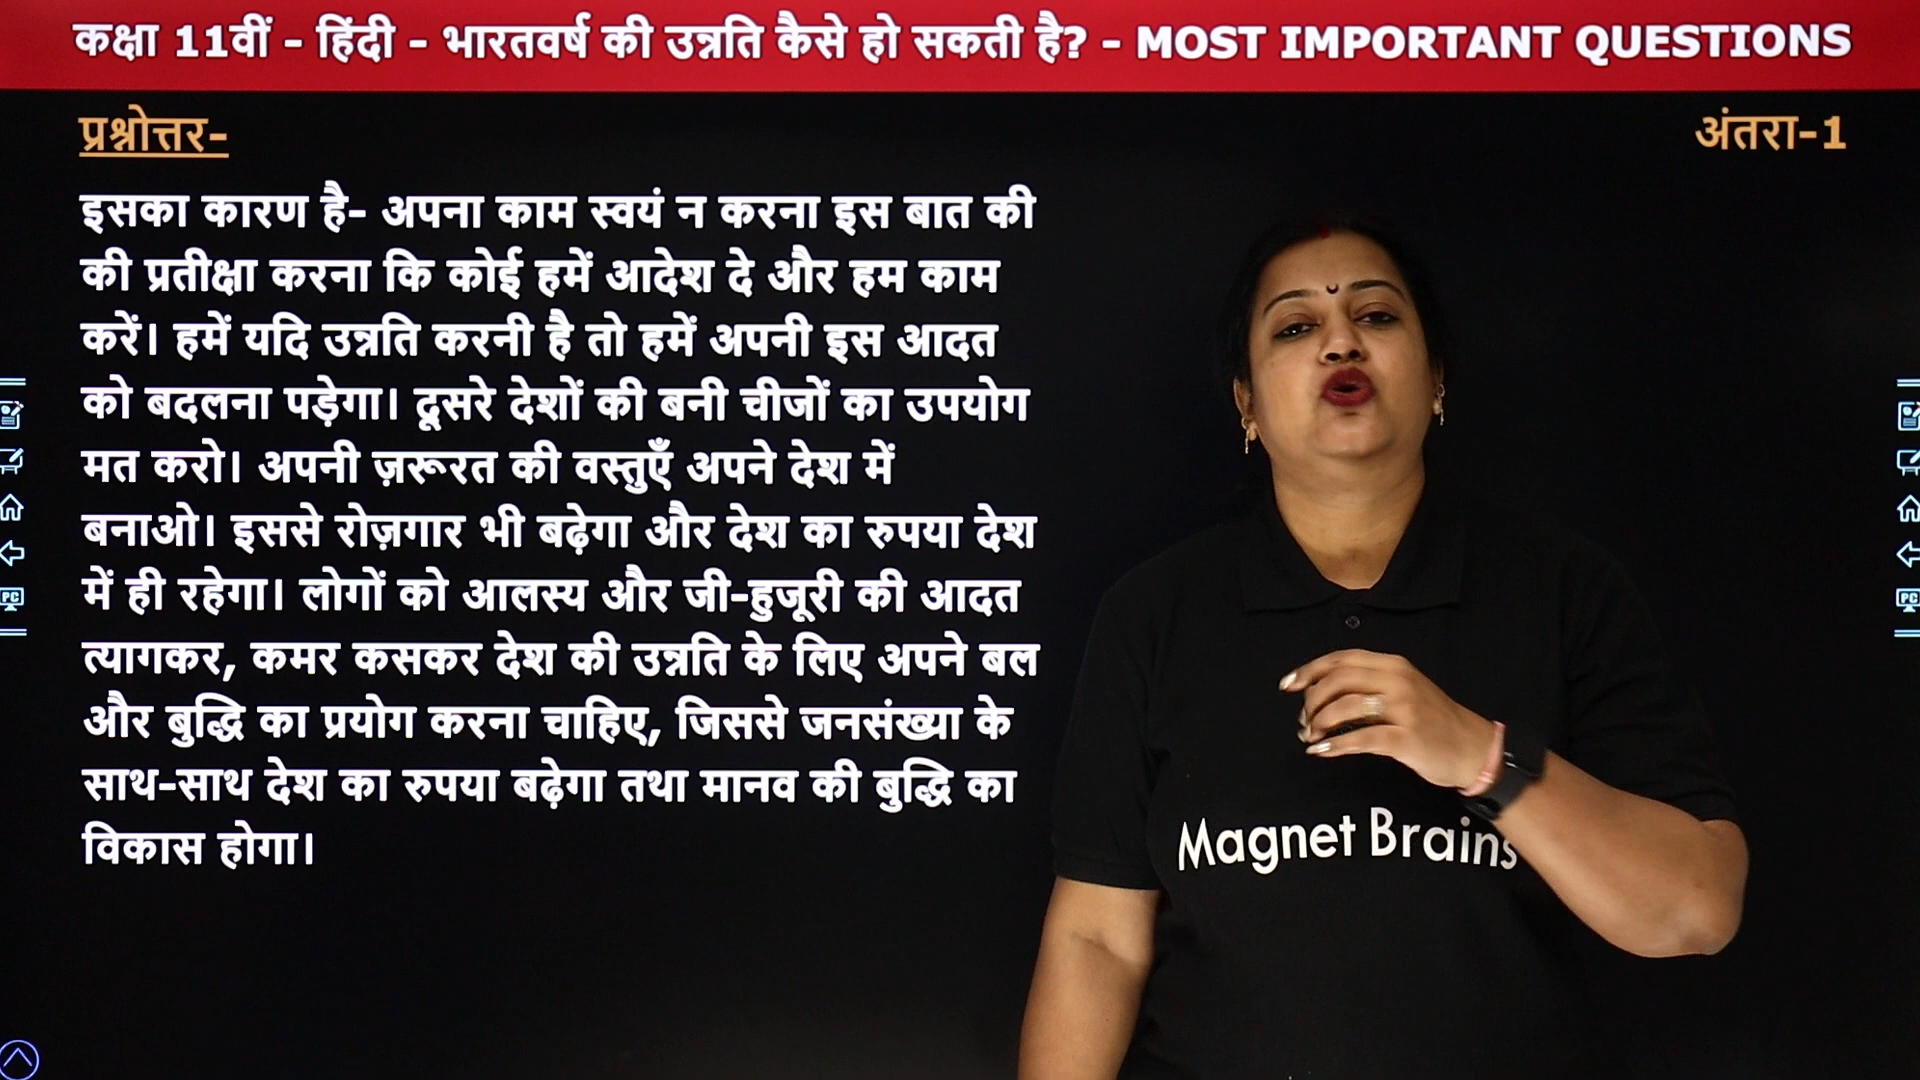 कक्षा 11वीं - हिंदी - भारतवर्ष की उन्नति कैसे हो सकती है? - MOST IMPORTANT QUESTIONS
प्रश्नोत्तर-
अंतरा-1
इसका कारण है- अपना काम स्वयं न करना इस बात की
की प्रतीक्षा करना कि कोई हमें आदेश दे और हम काम
करें। हमें यदि उन्नति करनी है तो हमें अपनी इस आदत
को बदलना पड़ेगा। दूसरे देशों की बनी चीजों का उपयोग
मत करो। अपनी ज़रूरत की वस्तुएँ अपने देश में
बनाओ। इससे रोज़गार भी बढ़ेगा और देश का रुपया देश
में ही रहेगा। लोगों को आलस्य और जी-हुजूरी की आदत
त्यागकर, कमर कसकर देश की उन्नति के लिए अपने बल
और बुद्धि का प्रयोग करना चाहिए, जिससे जनसंख्या के
साथ-साथ देश का रुपया बढ़ेगा तथा मानव की बुद्धि का
विकास होगा।
Magnet Brains
PC
PC